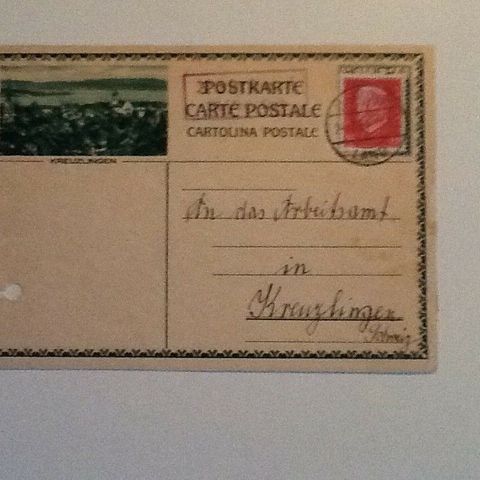 POSTKARTE
CARTE POSTALE
CARTOLINA POSTALE
KREUZLINGEN
An das Arbeitsamt
in
Kreuzlingen
Schweiz